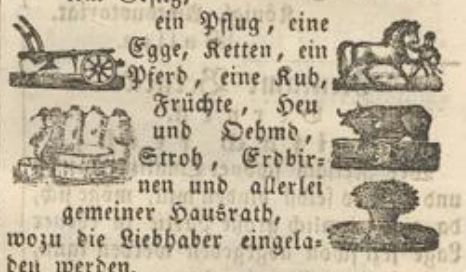 ein Pflug, eine
Egge, Ketten, ein
Pferd, eine Kuh,
Früchte, Heu
und Oehmd,
Stroh, Erdbir-
nen und allerlei
gemeiner Hausrath,
wozu die Liebhaber eingela-
den werden.